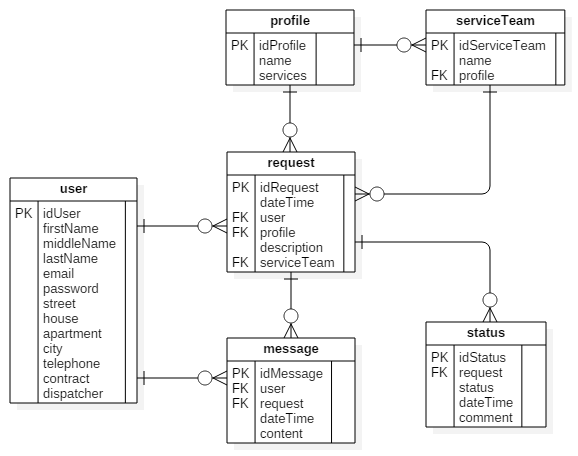 profile
PK idProfile
name
services
serviceTeam
PK idServiceTeam
name
FK profile
request
PK idRequest
dateTime
FK user
FK profile
description
FK serviceTeam
user
PK idUser
firstName
middleName
lastName
email
password
street
house
apartment
city
telephone
contract
dispatcher
message
PK idMessage
FK user
FK request
dateTime
content
status
PK idStatus
FK request
status
dateTime
comment